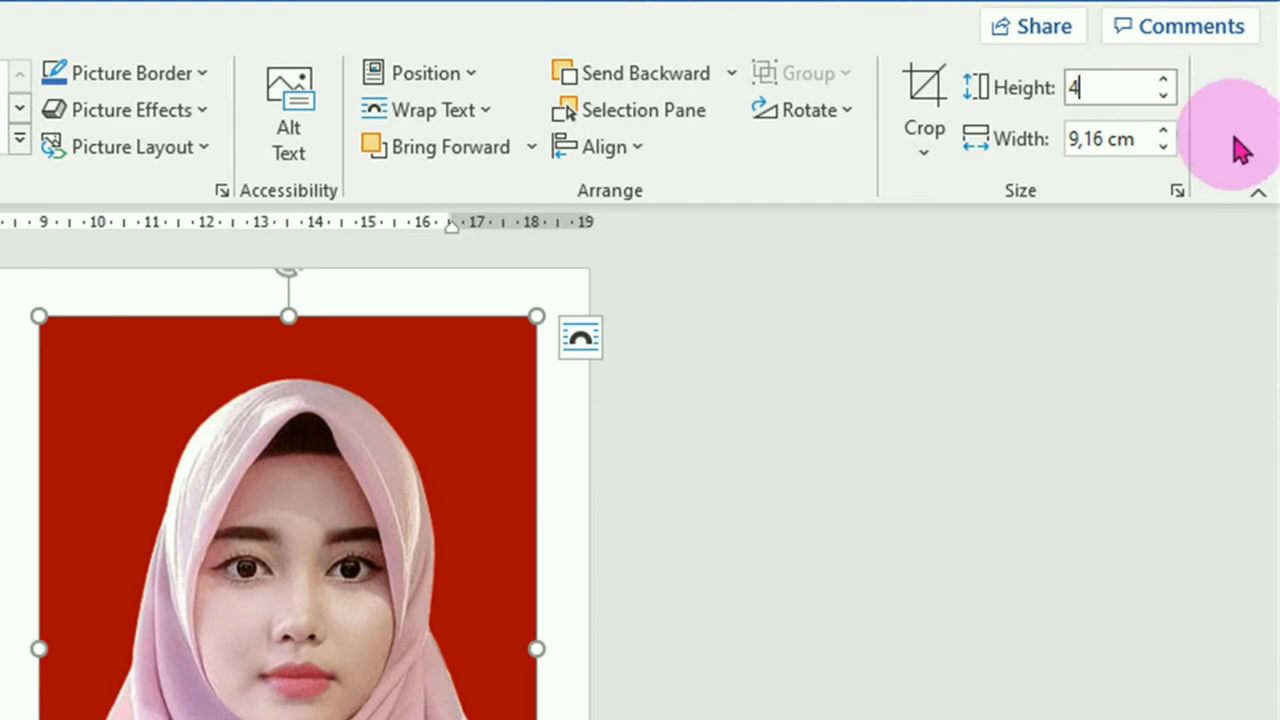 Share
Comments
Picture Border
Picture Effects
Picture Layout
Alt
Text
Accessibility
Position
Wrap Text
Bring Forward
Send Backward
Selection Pane
Align
Group
Rotate
Arrange
Crop
Height: 4
Width: 9,16 cm
Size
9 · 10 · 11 · 12 · 13 · 14 · 15 · 16 · 17 · 18 · 19